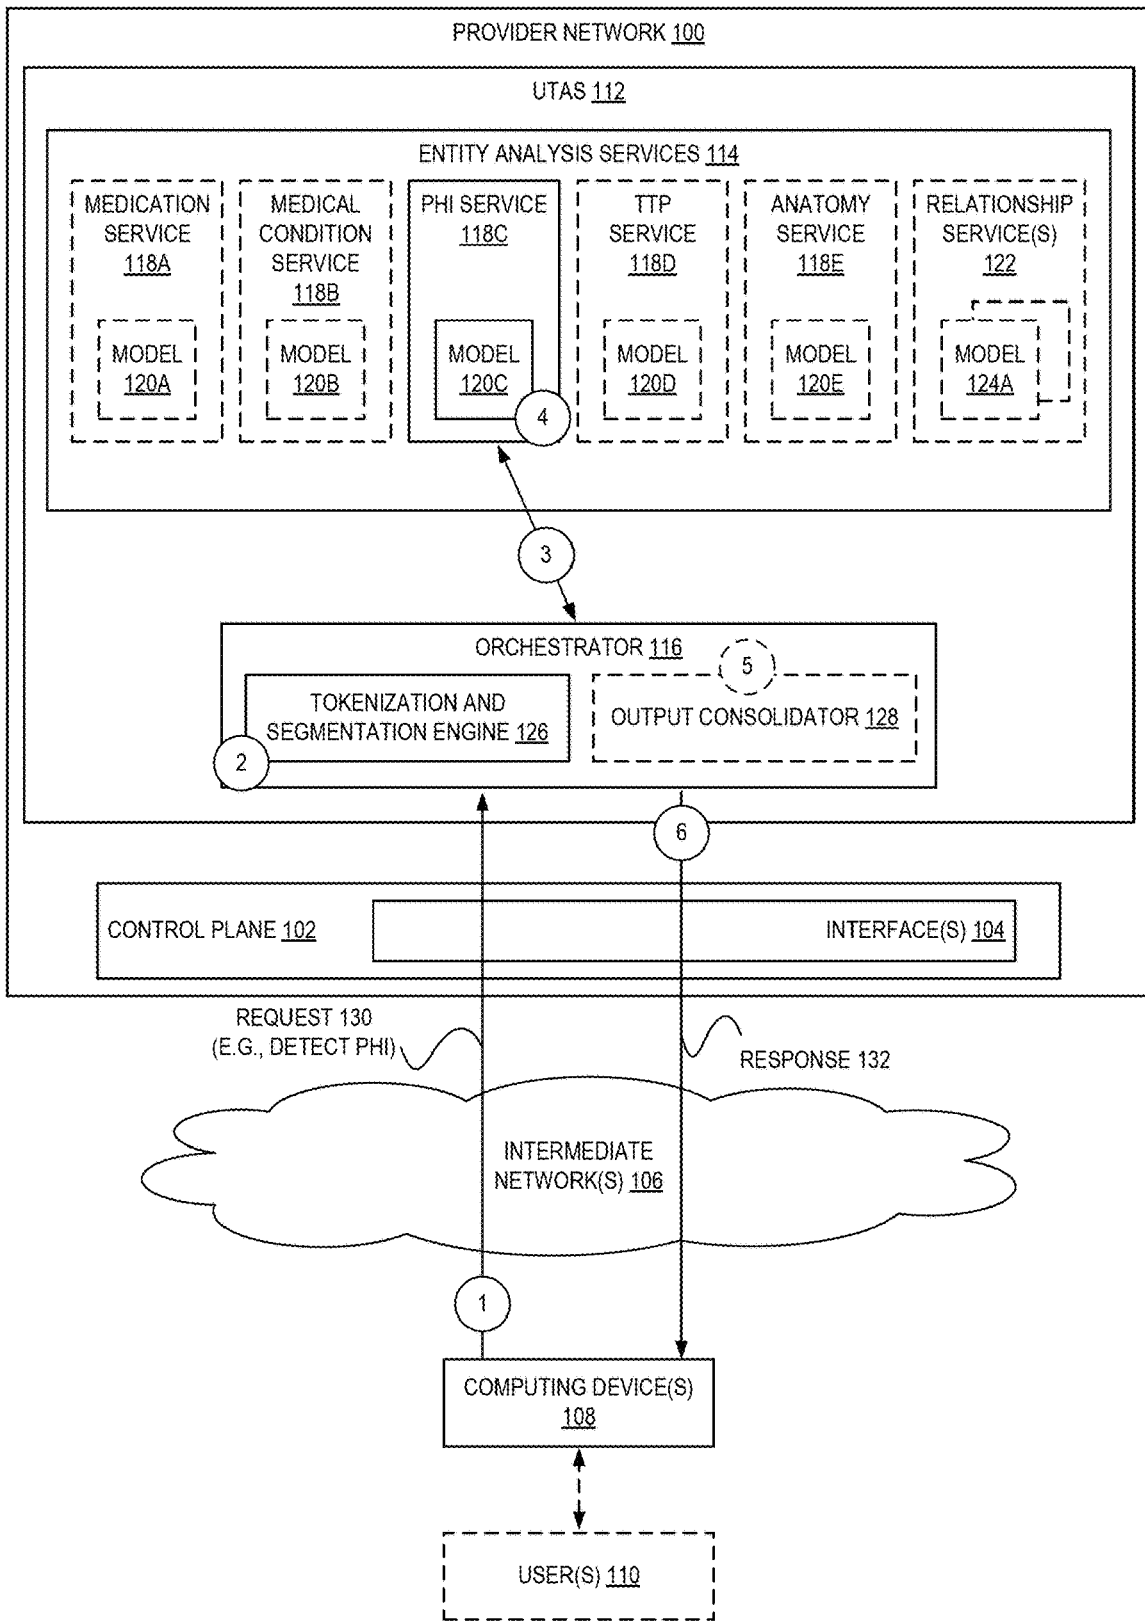 PROVIDER NETWORK 100
UTAS 112
ENTITY ANALYSIS SERVICES 114
MEDICATION
SERVICE
118A
MODEL
120A
MEDICAL
CONDITION
SERVICE
118B
MODEL
120B
PHI SERVICE
118C
MODEL
120C
4
TTP
SERVICE
118D
MODEL
120D
ANATOMY
SERVICE
118E
MODEL
120E
RELATIONSHIP
SERVICE(S)
122
MODEL
124A
3
ORCHESTRATOR 116
5
TOKENIZATION AND
SEGMENTATION ENGINE 126
2
OUTPUT CONSOLIDATOR 128
6
CONTROL PLANE 102
INTERFACE(S) 104
REQUEST 130
(E.G., DETECT PHI)
RESPONSE 132
INTERMEDIATE
NETWORK(S) 106
1
COMPUTING DEVICE(S)
108
USER(S) 110